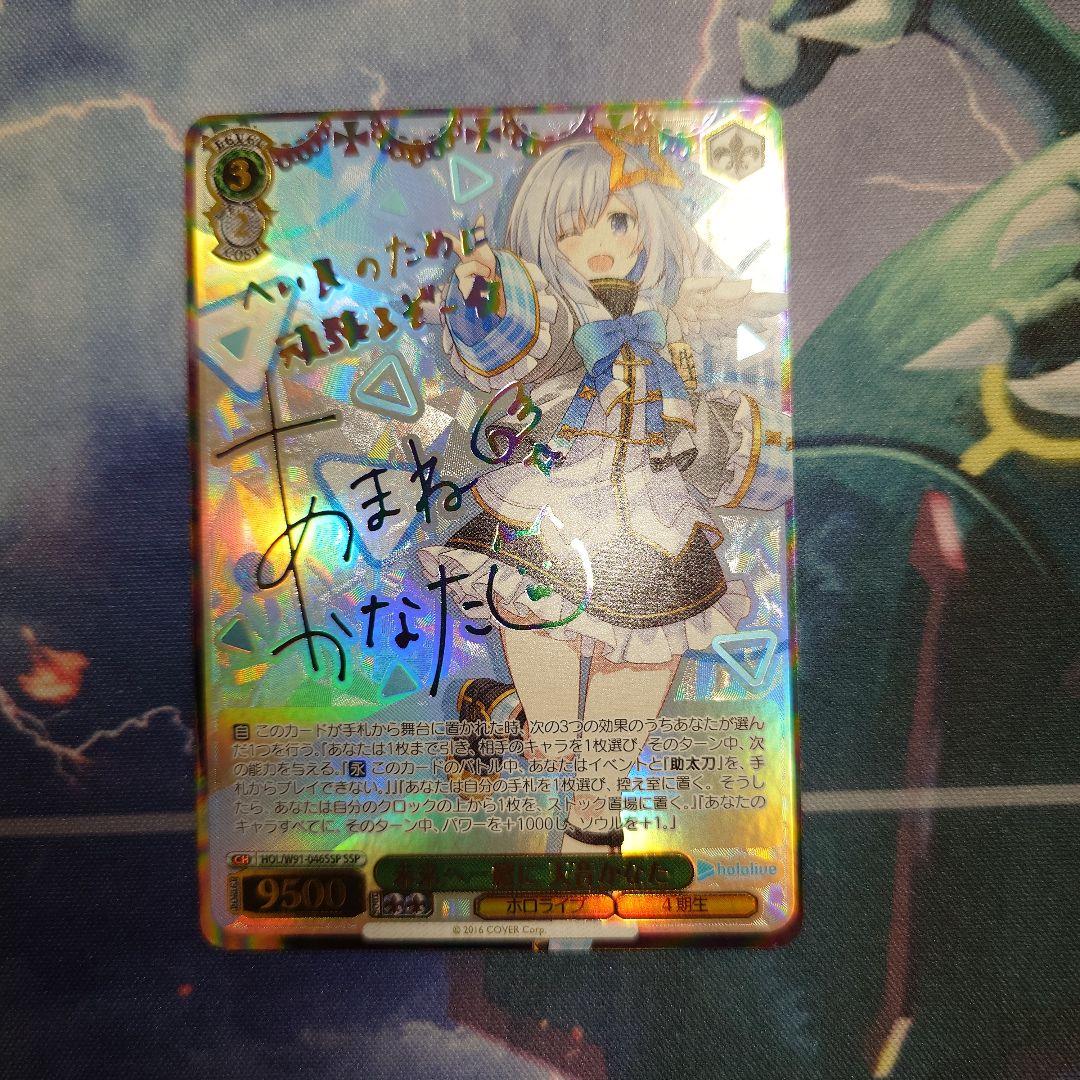 LEVEL
3
2
COST
へい民のために
頑張るぞー！
あまね
かなた
自 このカードが手札から舞台に置かれた時、次の3つの効果のうちあなたが選ん
だ1つを行う。『あなたは1枚まで引き、相手のキャラを1枚選び、そのターン中、次
の能力を与える。『永 このカードのバトル中、あなたはイベントと『助太刀』を、手
札からプレイできない。』』『あなたは自分の手札を1枚選び、控え室に置く。そうし
たら、あなたは自分のクロックの上から1枚を、ストック置場に置く。』『あなたの
キャラすべてに、そのターン中、パワーを＋1000し、ソウルを＋1。』
CH HOL/W91-046SSP SSP
POWER 9500
天音かなた
hololive
ホロライブ
4期生
© 2016 COVER Corp.